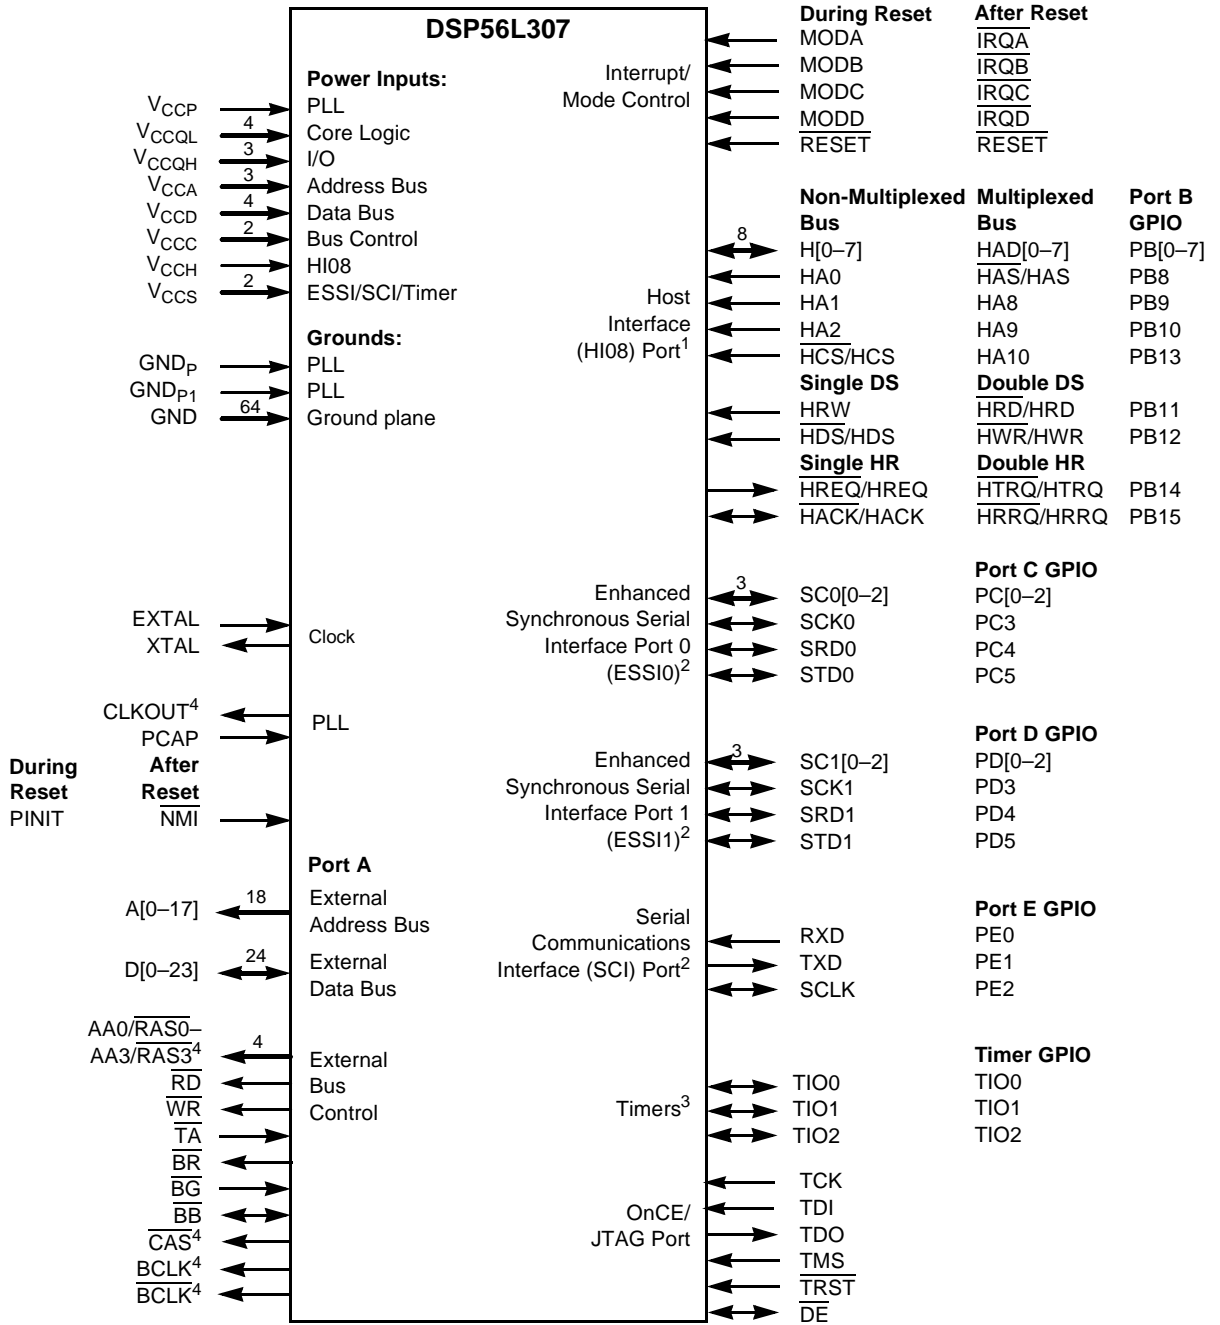 DSP56L307
Power Inputs:
VCCP PLL
VCCQL 4 Core Logic
VCCQH 3 I/O
VCCA 3 Address Bus
VCCD 4 Data Bus
VCCC 2 Bus Control
VCCH HI08
VCCS 2 ESSI/SCI/Timer
Grounds:
GNDP PLL
GNDP1 PLL
GND 64 Ground plane
EXTAL
XTAL
Clock
CLKOUT4
PCAP
PLL
During After
Reset Reset
PINIT NMI
Port A
A[0–17] 18 External
Address Bus
D[0–23] 24 External
Data Bus
AA0/RAS0–
AA3/RAS34 4 External
RD Bus
WR Control
TA
BR
BG
BB
CAS4
BCLK4
BCLK4
During Reset After Reset
Interrupt/
Mode Control
MODA IRQA
MODB IRQB
MODC IRQC
MODD IRQD
RESET RESET
Non-Multiplexed Multiplexed Port B
Bus Bus GPIO
8 H[0–7] HAD[0–7] PB[0–7]
HA0 HAS/HAS PB8
Host HA1 HA8 PB9
Interface HA2 HA9 PB10
(HI08) Port1 HCS/HCS HA10 PB13
Single DS Double DS
HRW HRD/HRD PB11
HDS/HDS HWR/HWR PB12
Single HR Double HR
HREQ/HREQ HTRQ/HTRQ PB14
HACK/HACK HRRQ/HRRQ PB15
Port C GPIO
Enhanced 3 SC0[0–2] PC[0–2]
Synchronous Serial SCK0 PC3
Interface Port 0 SRD0 PC4
(ESSI0)2 STD0 PC5
Port D GPIO
Enhanced 3 SC1[0–2] PD[0–2]
Synchronous Serial SCK1 PD3
Interface Port 1 SRD1 PD4
(ESSI1)2 STD1 PD5
Port E GPIO
Serial
Communications RXD PE0
Interface (SCI) Port2 TXD PE1
SCLK PE2
Timer GPIO
TIO0 TIO0
Timers3 TIO1 TIO1
TIO2 TIO2
TCK
OnCE/ TDI
JTAG Port TDO
TMS
TRST
DE